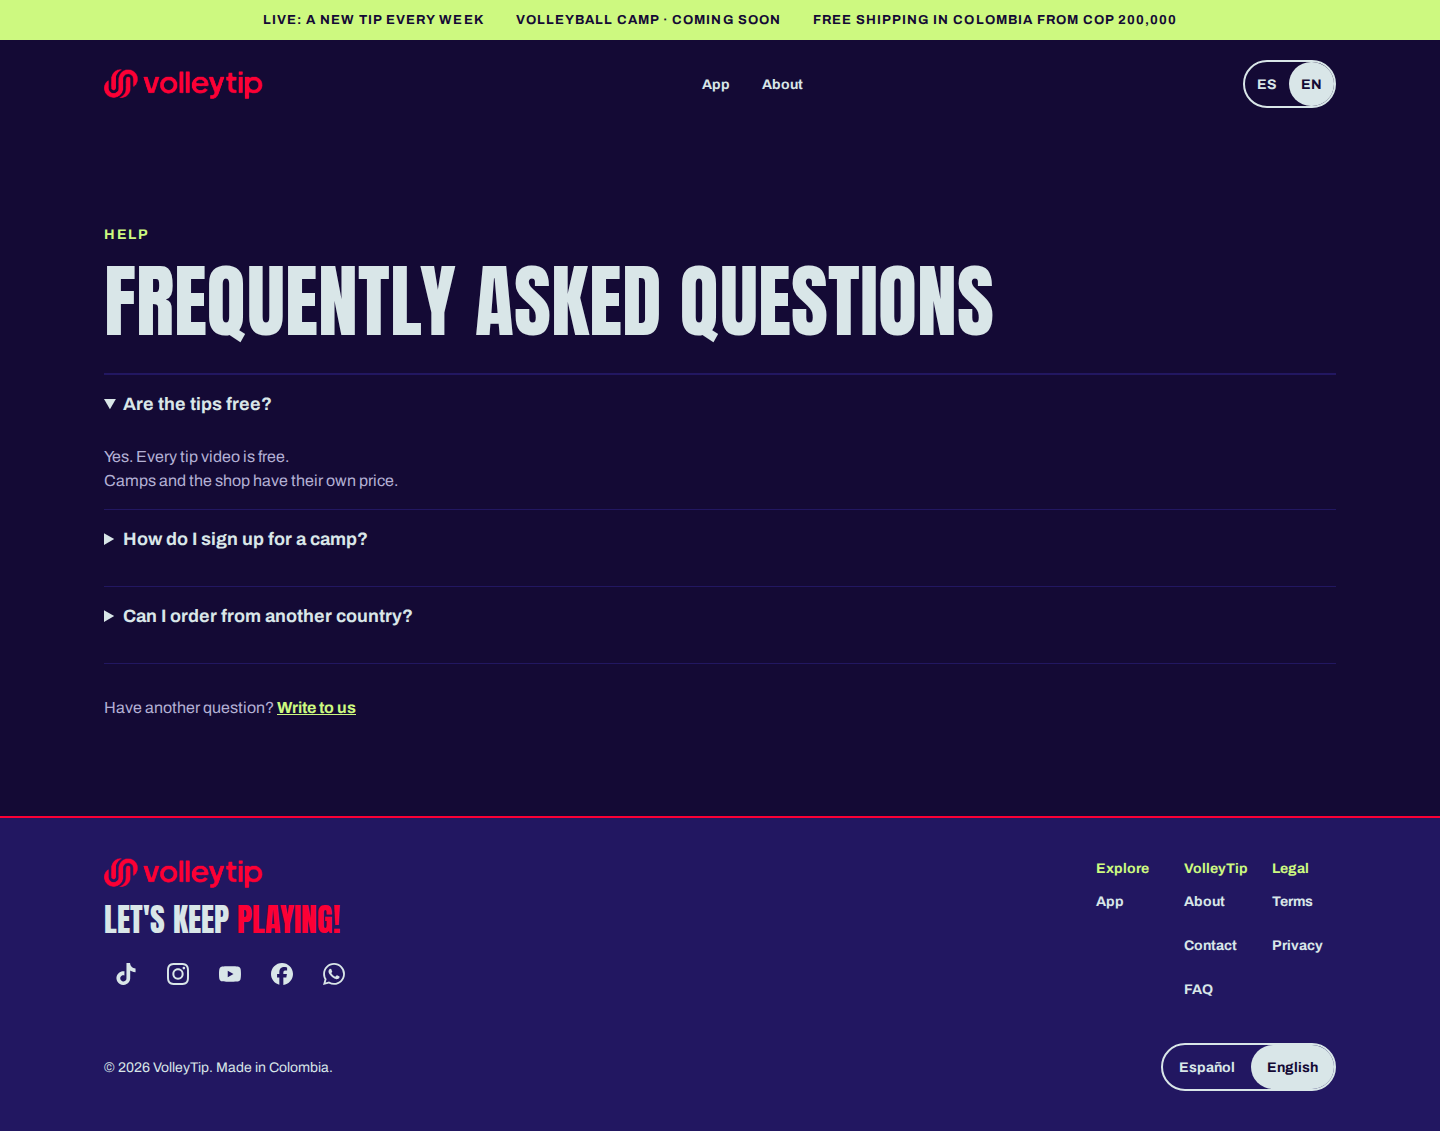 LIVE: A NEW TIP EVERY WEEK
VOLLEYBALL CAMP · COMING SOON
FREE SHIPPING IN COLOMBIA FROM COP 200,000
volleytip
App
About
ES
EN
HELP
FREQUENTLY ASKED QUESTIONS
Are the tips free?
Yes. Every tip video is free.
Camps and the shop have their own price.
How do I sign up for a camp?
Can I order from another country?
Have another question? Write to us
volleytip
LET'S KEEP PLAYING!
Explore
App
VolleyTip
About
Contact
FAQ
Legal
Terms
Privacy
© 2026 VolleyTip. Made in Colombia.
Español
English